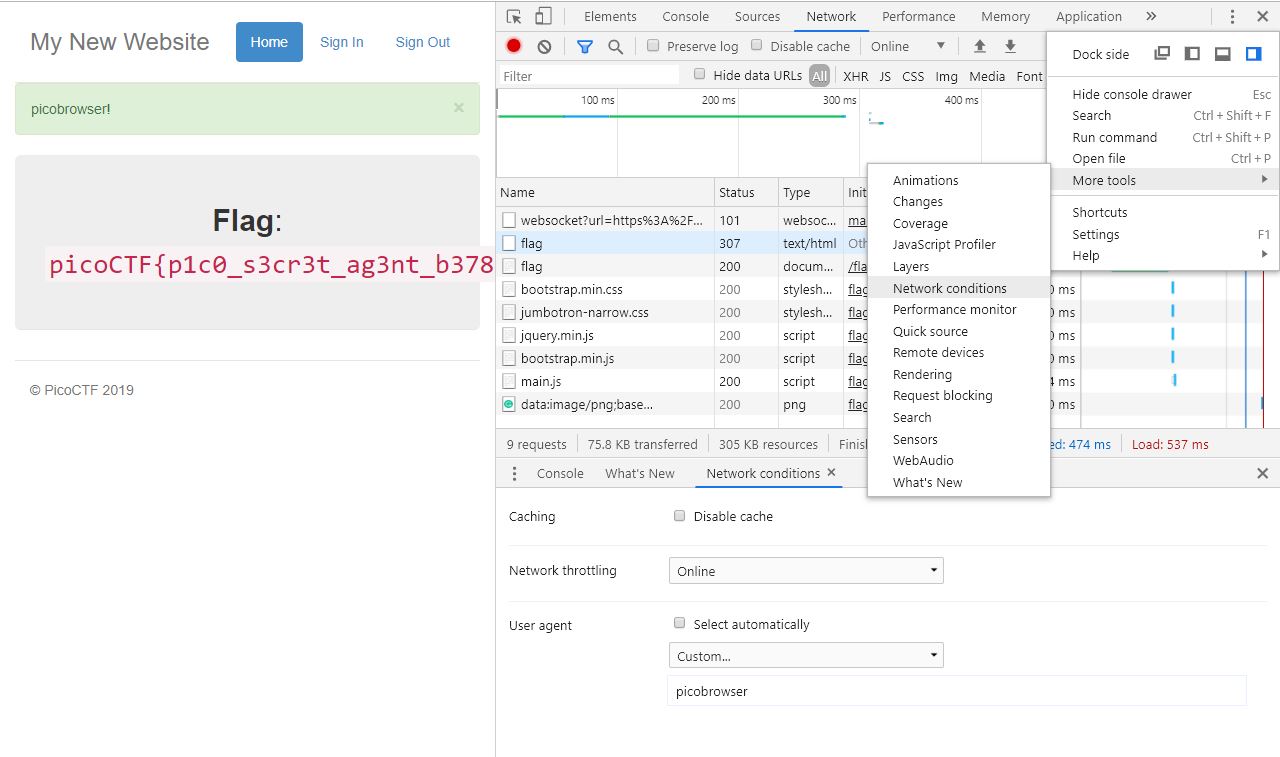 My New Website
Home
Sign In
Sign Out
picobrowser!
×
Flag:
picoCTF{p1c0_s3cr3t_ag3nt_b378
© PicoCTF 2019
Elements Console Sources Network Performance Memory Application »
Preserve log Disable cache Online
Filter Hide data URLs All XHR JS CSS Img Media Font
100 ms 200 ms 300 ms 400 ms
Name Status Type Init
websocket?url=https%3A%2F... 101 websoc... ma
flag 307 text/html Oth
flag 200 docum... /fla
bootstrap.min.css 200 stylesh... flag 0 ms
jumbotron-narrow.css 200 stylesh... flag 0 ms
jquery.min.js 200 script flag 0 ms
bootstrap.min.js 200 script flag 0 ms
main.js 200 script flag 4 ms
data:image/png;base... 200 png flag 0 ms
9 requests 75.8 KB transferred 305 KB resources Finish ed: 474 ms Load: 537 ms
Dock side
Hide console drawer Esc
Search Ctrl + Shift + F
Run command Ctrl + Shift + P
Open file Ctrl + P
More tools
Shortcuts
Settings F1
Help
Animations
Changes
Coverage
JavaScript Profiler
Layers
Network conditions
Performance monitor
Quick source
Remote devices
Rendering
Request blocking
Search
Sensors
WebAudio
What's New
Console What's New Network conditions ×
Caching Disable cache
Network throttling Online
User agent Select automatically
Custom...
picobrowser